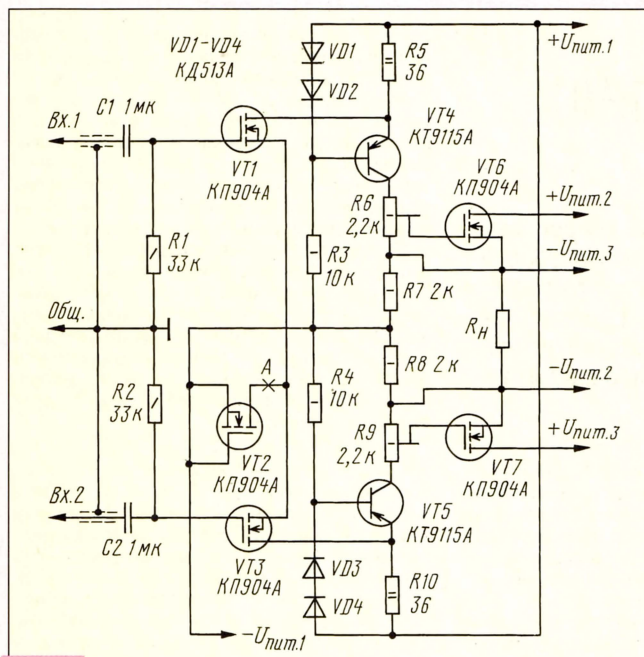 VD1-VD4
КД513А
VD1
VD2
R5
36
+Uпит.1
C1 1мк
Вх.1
VT1
КП904А
VT4
КТ9115А
VT6
КП904А
R6
2,2к
+Uпит.2
R1
33к
R3
10к
-Uпит.3
R7 2к
Общ.
Rн
R2
33к
А
R4
10к
R8 2к
-Uпит.2
VT2
КП904А
R9
2,2к
+Uпит.3
VT7
КП904А
Вх.2
C2 1мк
VT3
КП904А
VT5
КТ9115А
VD3
VD4
R10
36
-Uпит.1